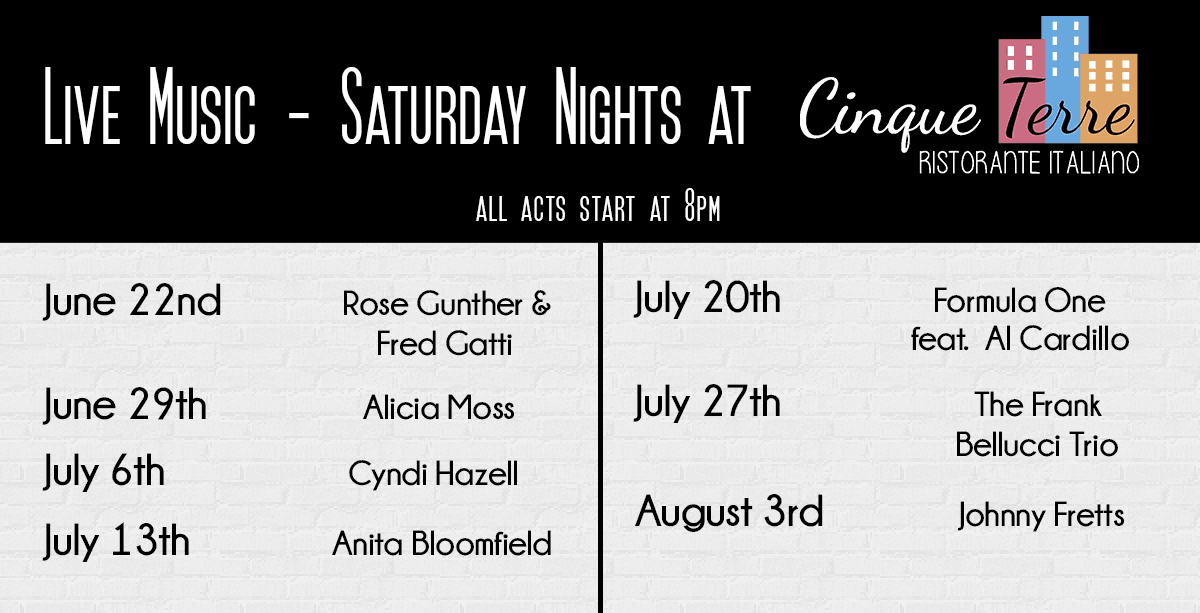 Live Music - Saturday Nights at Cinque Terre
RISTORANTE ITALIANO
ALL ACTS START AT 8PM
June 22nd Rose Gunther &
Fred Gatti
June 29th Alicia Moss
July 6th Cyndi Hazell
July 13th Anita Bloomfield
July 20th Formula One
feat. Al Cardillo
July 27th The Frank
Bellucci Trio
August 3rd Johnny Fretts